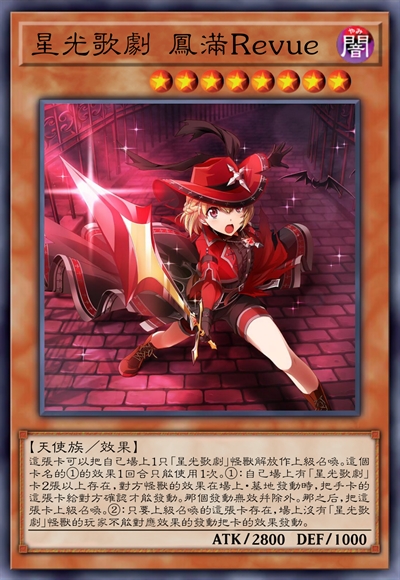 星光歌劇 鳳滿Revue
やみ
闇
【天使族／效果】
這張卡可以把自己場上1只「星光歌劇」怪獸解放作上級召喚。這個
卡名的①的效果1回合只能使用1次。①：自己場上有「星光歌劇」
卡2張以上存在，對方怪獸的效果在場上·墓地發動時，把手卡的
這張卡給對方確認才能發動。那個發動無效并除外。那之后，把這
張卡上級召喚。②：只要上級召喚的這張卡存在，場上沒有「星光歌
劇」怪獸的玩家不能對應效果的發動把卡的效果發動。
ATK/2800 DEF/1000